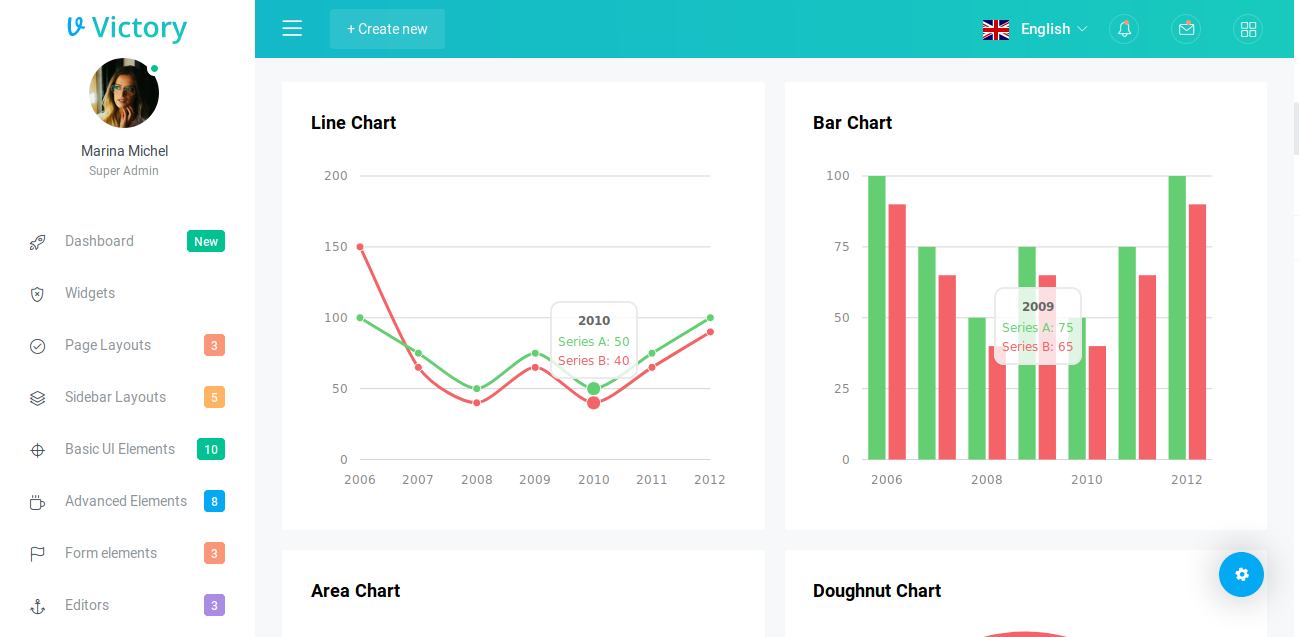 Victory
Marina Michel
Super Admin
Dashboard New
Widgets
Page Layouts 3
Sidebar Layouts 5
Basic UI Elements 10
Advanced Elements 8
Form elements 3
Editors 3
+ Create new
English
Line Chart
200
150
100
50
0
2006 2007 2008 2009 2010 2011 2012
2010
Series A: 50
Series B: 40
Bar Chart
100
75
50
25
0
2006 2008 2010 2012
2009
Series A: 75
Series B: 65
Area Chart
Doughnut Chart